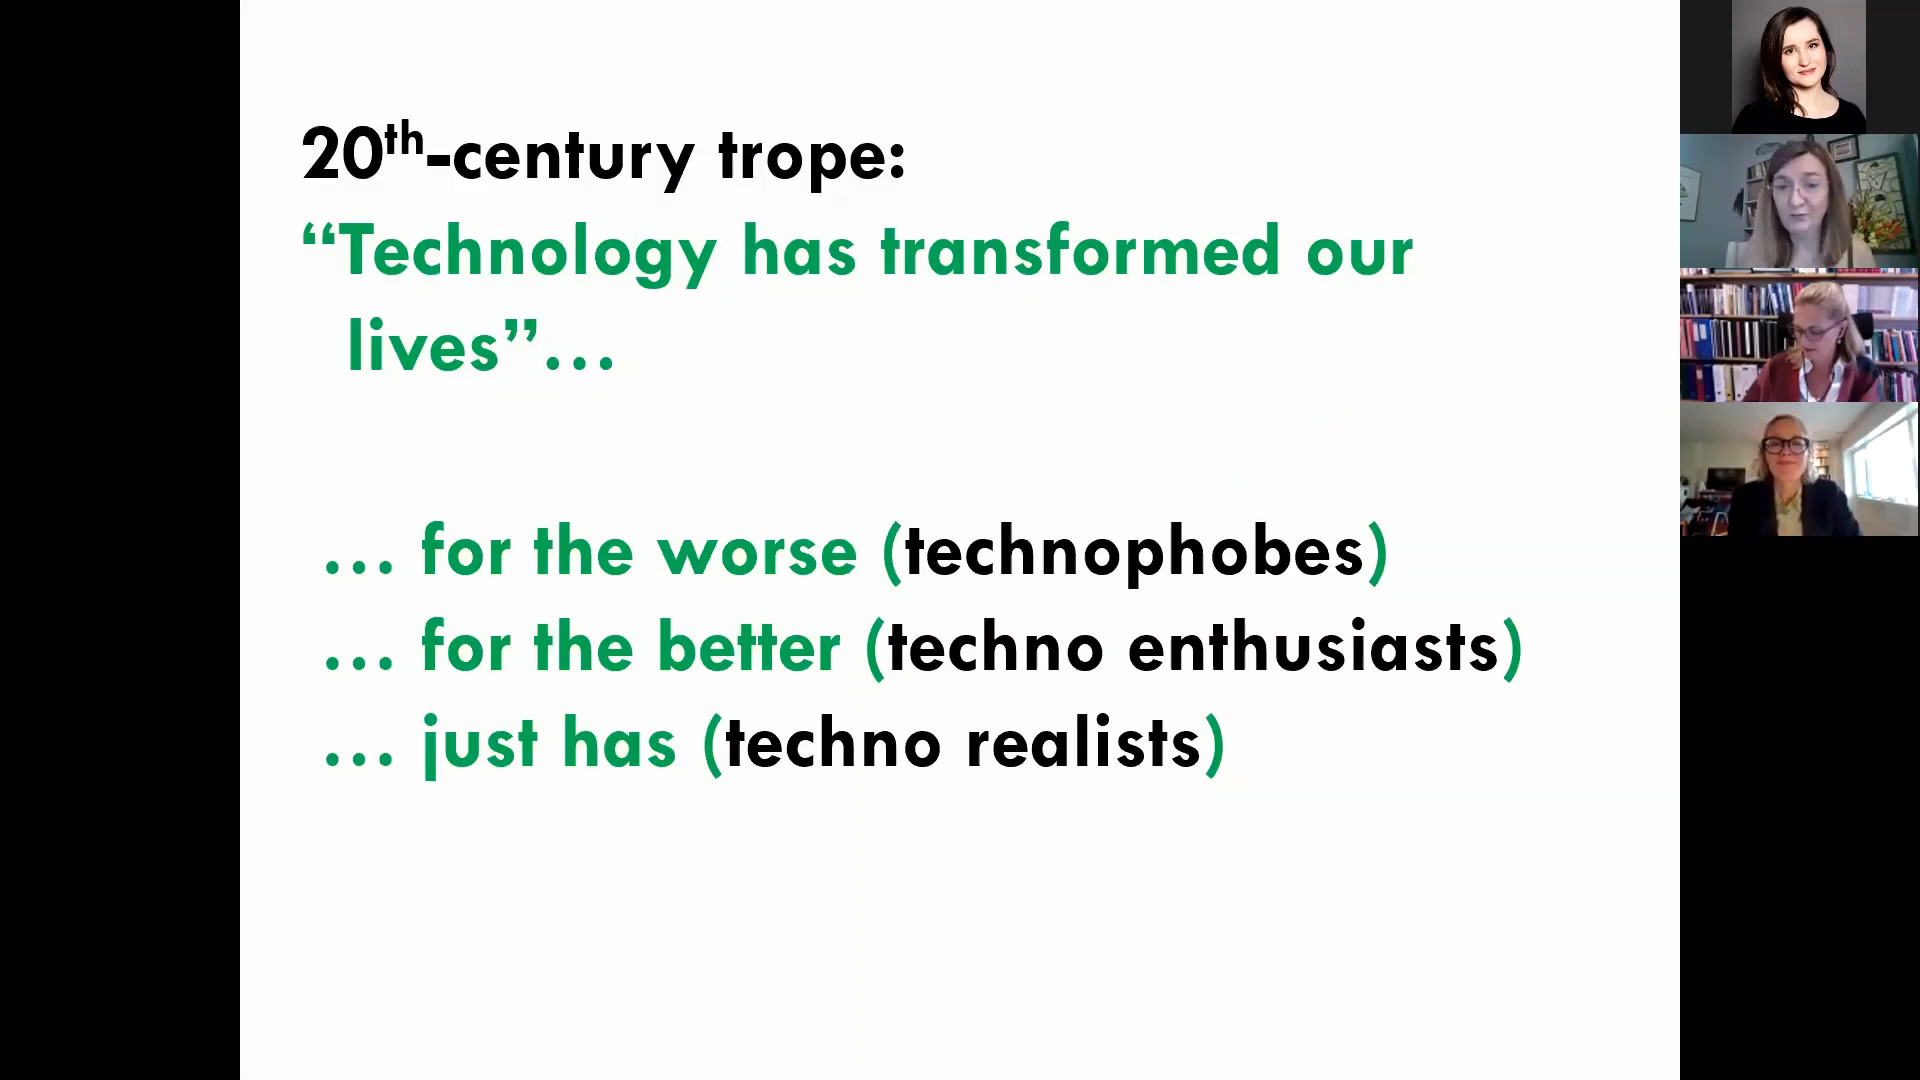 20th-century trope:
“Technology has transformed our
lives”…
… for the worse (technophobes)
… for the better (techno enthusiasts)
… just has (techno realists)